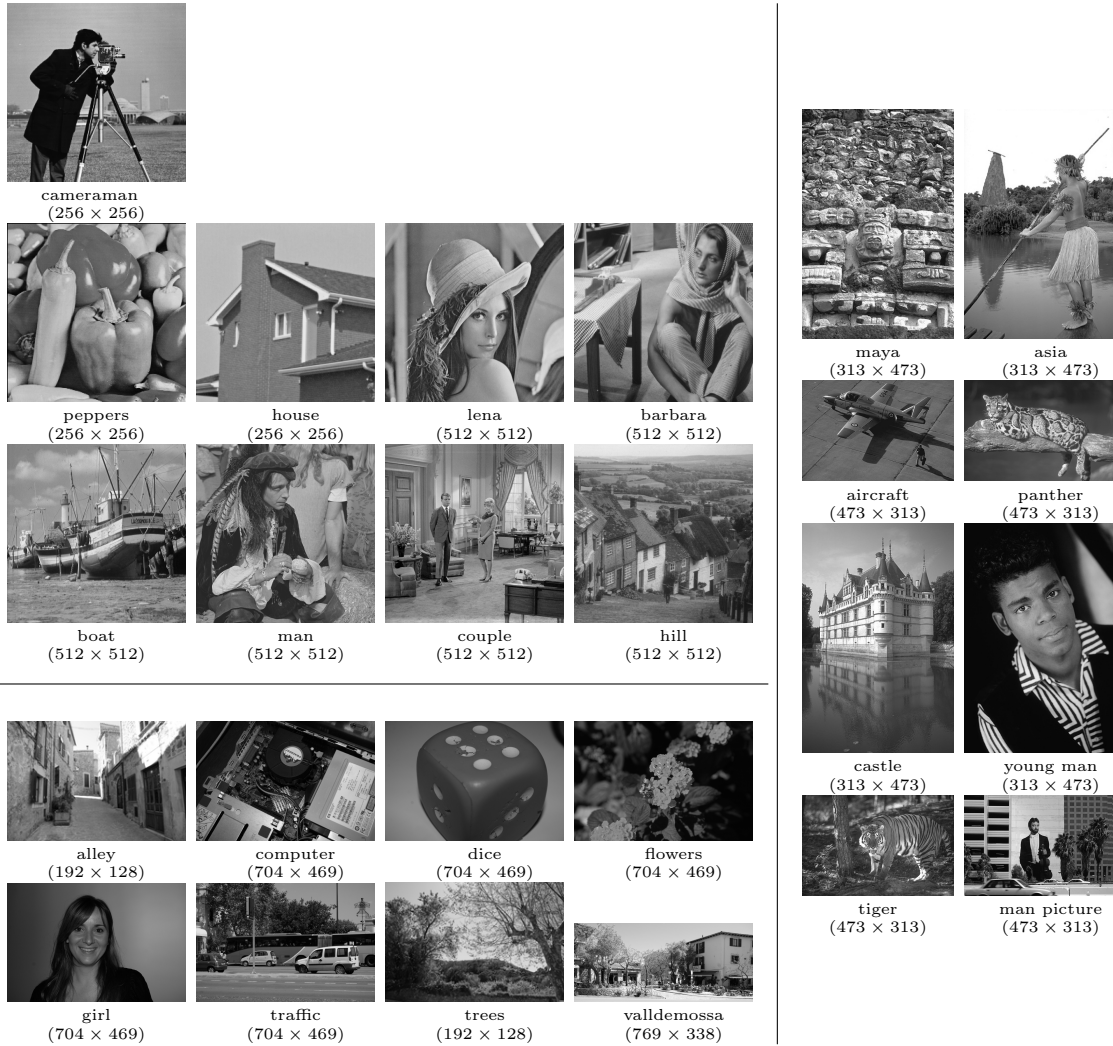 cameraman
(256 × 256)
peppers
(256 × 256)
house
(256 × 256)
lena
(512 × 512)
barbara
(512 × 512)
boat
(512 × 512)
man
(512 × 512)
couple
(512 × 512)
hill
(512 × 512)
alley
(192 × 128)
computer
(704 × 469)
dice
(704 × 469)
flowers
(704 × 469)
girl
(704 × 469)
traffic
(704 × 469)
trees
(192 × 128)
valldemossa
(769 × 338)
maya
(313 × 473)
asia
(313 × 473)
aircraft
(473 × 313)
panther
(473 × 313)
castle
(313 × 473)
young man
(313 × 473)
tiger
(473 × 313)
man picture
(473 × 313)